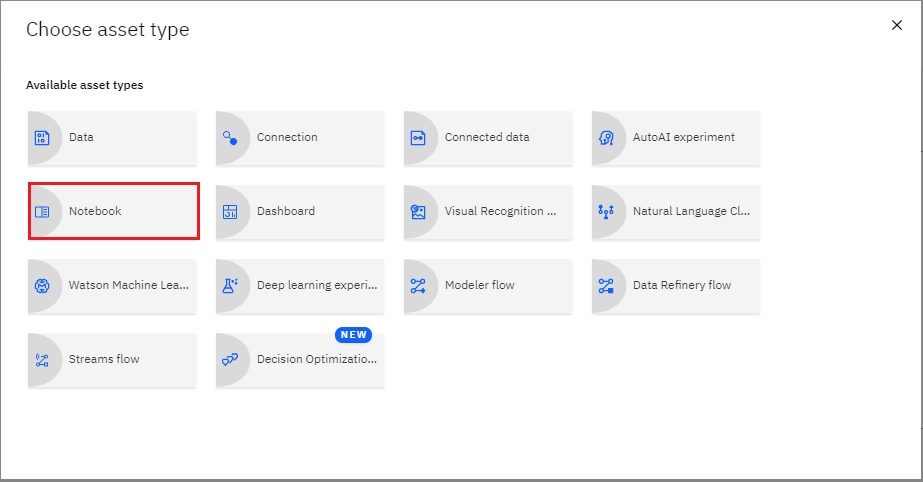 Choose asset type
Available asset types
Data
Connection
Connected data
AutoAI experiment
Notebook
Dashboard
Visual Recognition ...
Natural Language Cl...
Watson Machine Lea...
Deep learning experi...
Modeler flow
Data Refinery flow
Streams flow
NEW
Decision Optimizatio...